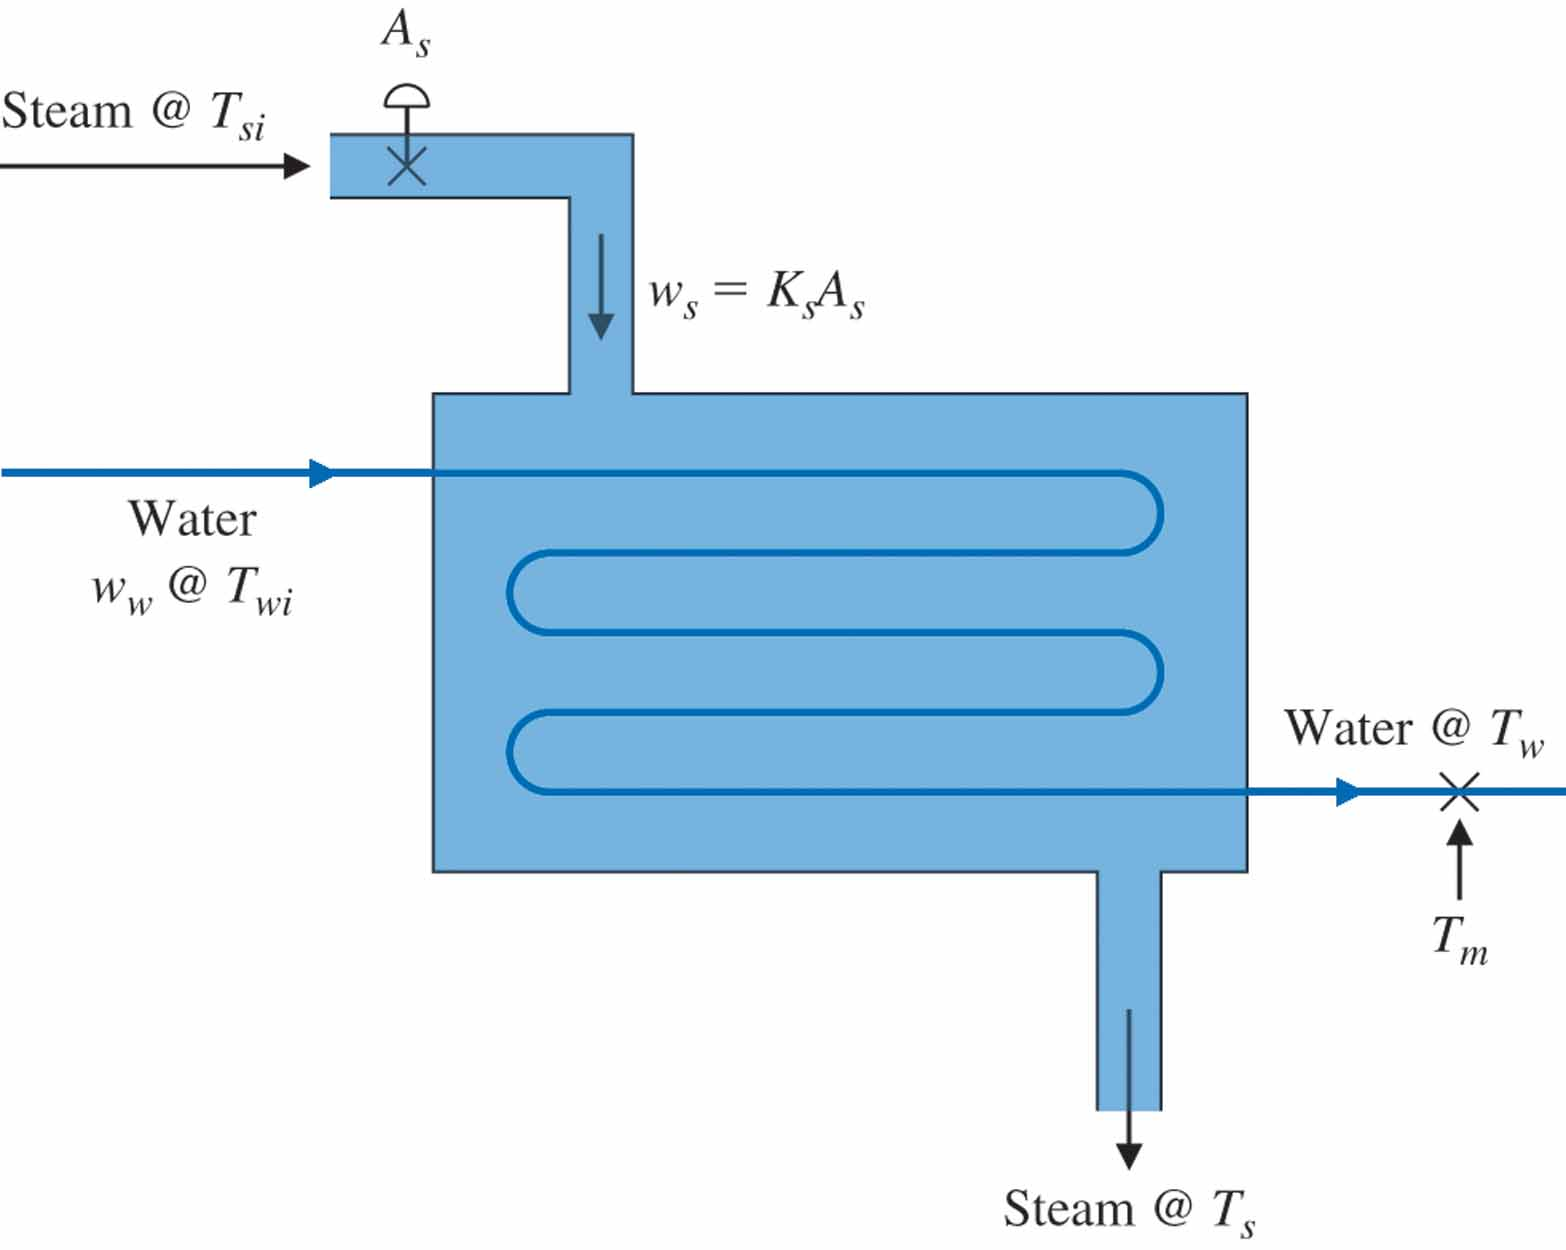 A_s
Steam @ T_si
w_s = K_sA_s
Water
w_w @ T_wi
Water @ T_w
T_m
Steam @ T_s